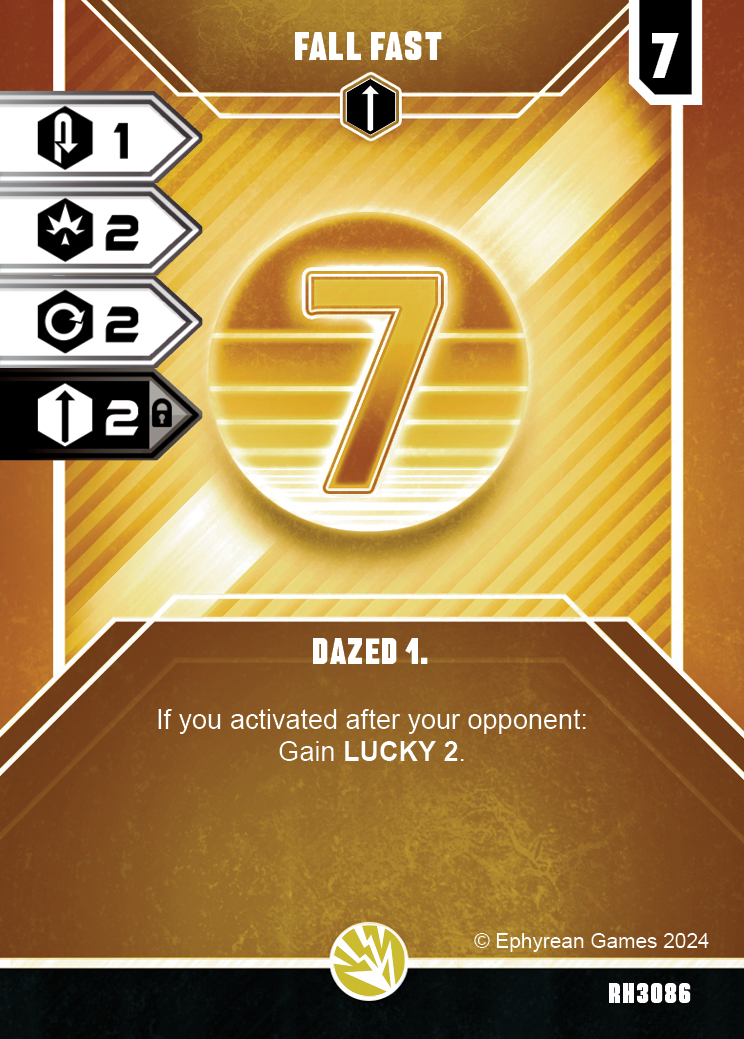 FALL FAST
7
1
2
2
2
7
DAZED 1.
If you activated after your opponent:
Gain LUCKY 2.
© Ephyrean Games 2024
RH3086